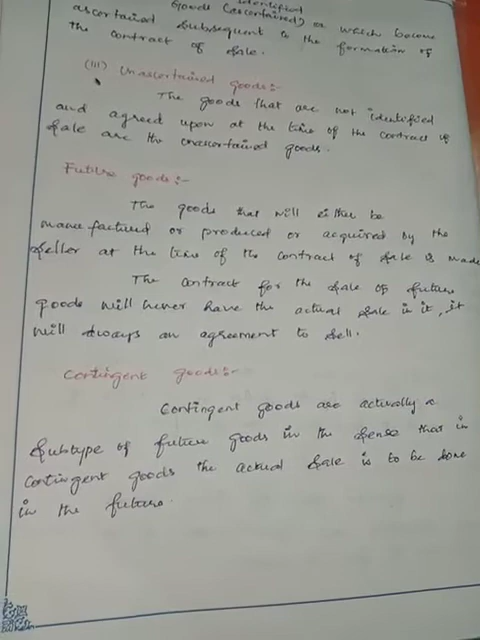 identified
goods (ascertained) or which become
ascertained subsequent to the formation of
the contract of sale.
(iii) Unascertained goods:-
The goods that are not identified
and agreed upon at the time of the contract of
sale are the unascertained goods.
Future goods:-
The goods that will either be
manufactured or produced or acquired by the
seller at the time of the contract of sale is made
The contract for the sale of future
goods will never have the actual sale in it, it
will always an agreement to sell.
Contingent goods:-
Contingent goods are actually a
subtype of future goods in the sense that in
contingent goods the actual sale is to be done
in the future.